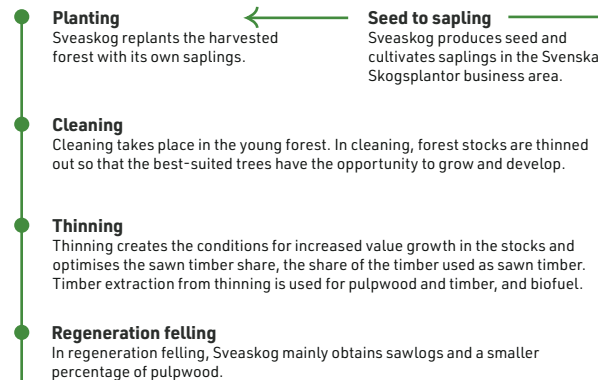 Planting
Sveaskog replants the harvested
forest with its own saplings.
Seed to sapling
Sveaskog produces seed and
cultivates saplings in the Svenska
Skogsplantor business area.
Cleaning
Cleaning takes place in the young forest. In cleaning, forest stocks are thinned
out so that the best-suited trees have the opportunity to grow and develop.
Thinning
Thinning creates the conditions for increased value growth in the stocks and
optimises the sawn timber share, the share of the timber used as sawn timber.
Timber extraction from thinning is used for pulpwood and timber, and biofuel.
Regeneration felling
In regeneration felling, Sveaskog mainly obtains sawlogs and a smaller
percentage of pulpwood.